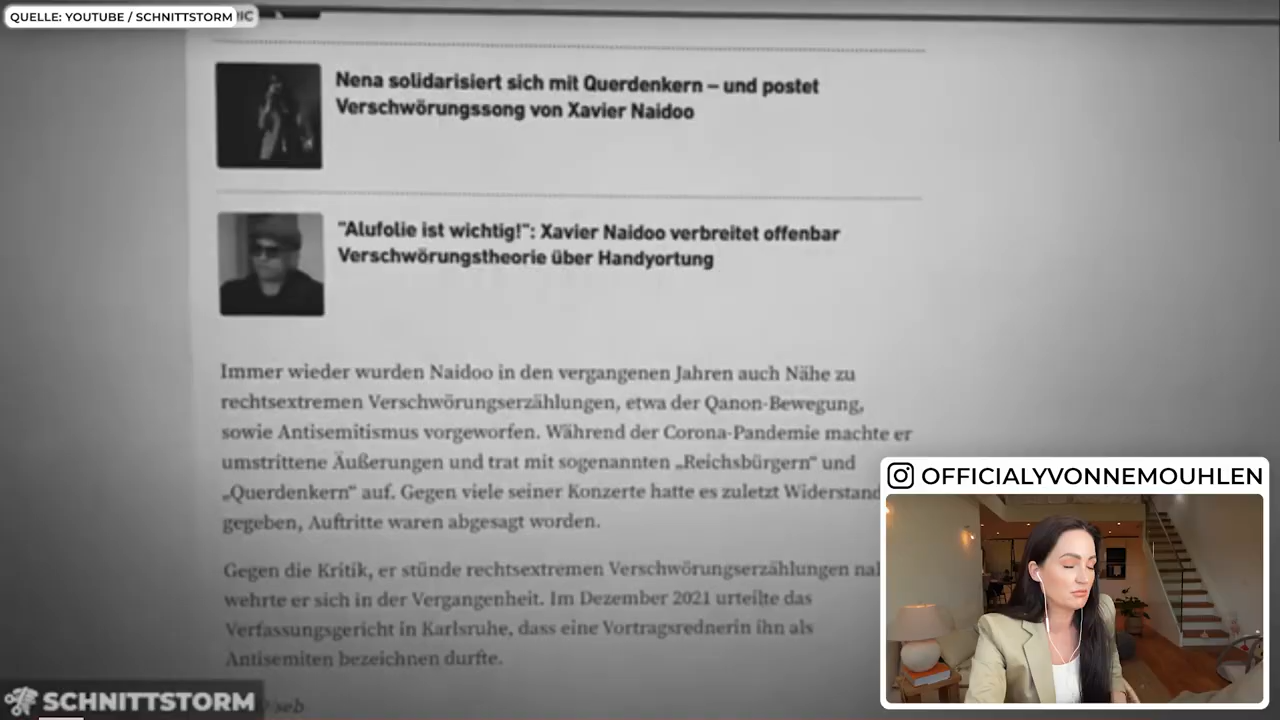 QUELLE: YOUTUBE / SCHNITTSTORM
Nena solidarisiert sich mit Querdenkern – und postet
Verschwörungssong von Xavier Naidoo
"Alufolie ist wichtig!": Xavier Naidoo verbreitet offenbar
Verschwörungstheorie über Handyortung
Immer wieder wurden Naidoo in den vergangenen Jahren auch Nähe zu
rechtsextremen Verschwörungserzählungen, etwa der Qanon-Bewegung,
sowie Antisemitismus vorgeworfen. Während der Corona-Pandemie machte er
umstrittene Äußerungen und trat mit sogenannten „Reichsbürgern“ und
„Querdenkern“ auf. Gegen viele seiner Konzerte hatte es zuletzt Widerstand
gegeben, Auftritte waren abgesagt worden.
Gegen die Kritik, er stünde rechtsextremen Verschwörungserzählungen
wehrte er sich in der Vergangenheit. Im Dezember 2021 urteilte das
Verfassungsgericht in Karlsruhe, dass eine Vortragsrednerin ihn als
Antisemiten bezeichnen durfte.
seb
OFFICIALYVONNEMOUHLEN
SCHNITTSTORM